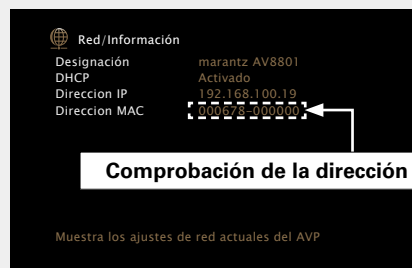 Red/Información
Designación marantz AV8801
DHCP Activado
Direccion IP 192.168.100.19
Direccion MAC 000678-000000
Comprobación de la dirección
Muestra los ajustes de red actuales del AVP